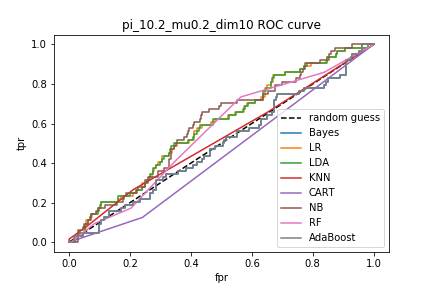 pi_10.2_mu0.2_dim10 ROC curve
1.0
0.8
0.6
0.4
0.2
0.0
tpr
0.0 0.2 0.4 0.6 0.8 1.0
fpr
random guess
Bayes
LR
LDA
KNN
CART
NB
RF
AdaBoost